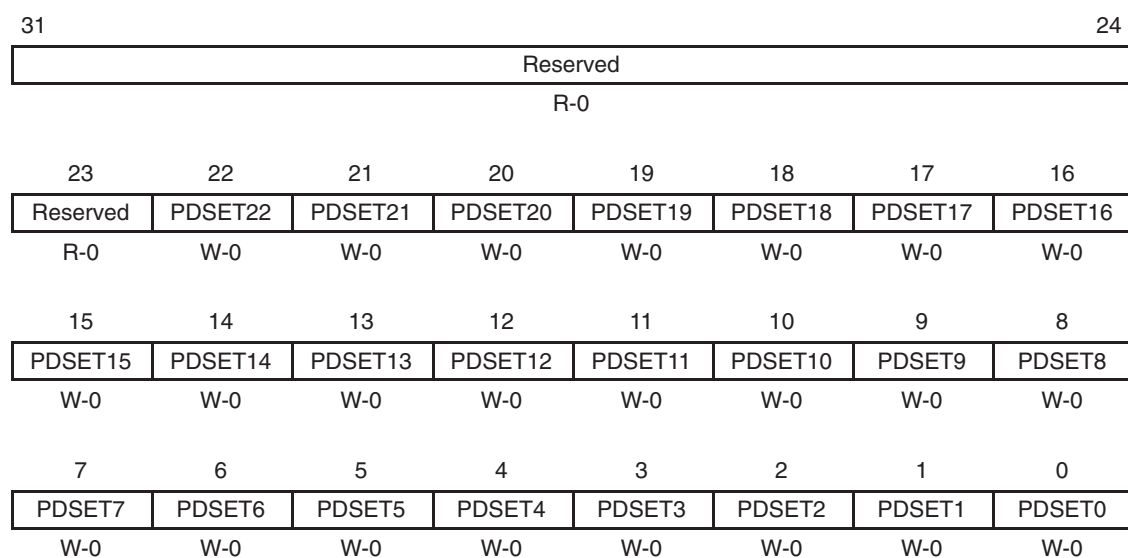 31 24
Reserved
R-0
23 22 21 20 19 18 17 16
Reserved PDSET22 PDSET21 PDSET20 PDSET19 PDSET18 PDSET17 PDSET16
R-0 W-0 W-0 W-0 W-0 W-0 W-0 W-0
15 14 13 12 11 10 9 8
PDSET15 PDSET14 PDSET13 PDSET12 PDSET11 PDSET10 PDSET9 PDSET8
W-0 W-0 W-0 W-0 W-0 W-0 W-0 W-0
7 6 5 4 3 2 1 0
PDSET7 PDSET6 PDSET5 PDSET4 PDSET3 PDSET2 PDSET1 PDSET0
W-0 W-0 W-0 W-0 W-0 W-0 W-0 W-0